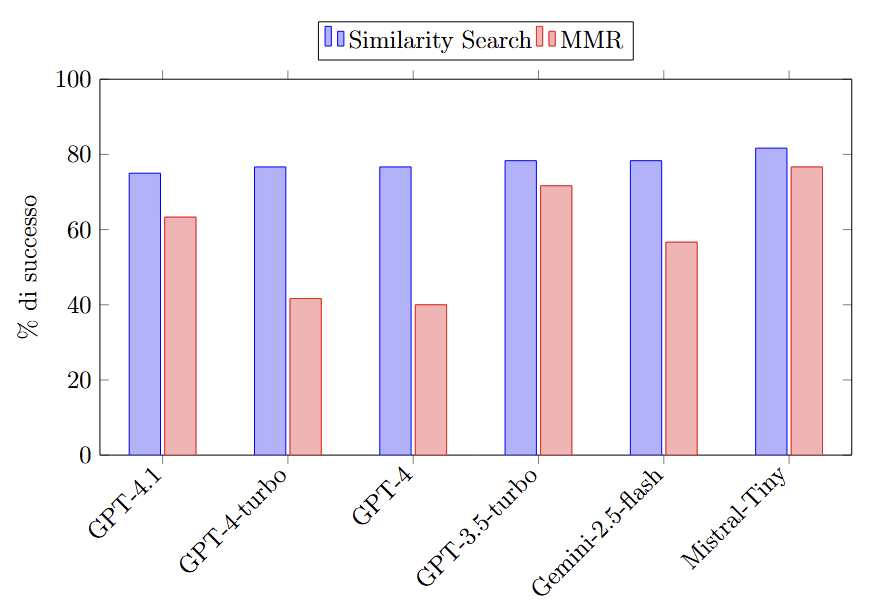 Similarity Search MMR
100
80
60
40
20
0
% di successo
GPT-4.1
GPT-4-turbo
GPT-4
GPT-3.5-turbo
Gemini-2.5-flash
Mistral-Tiny